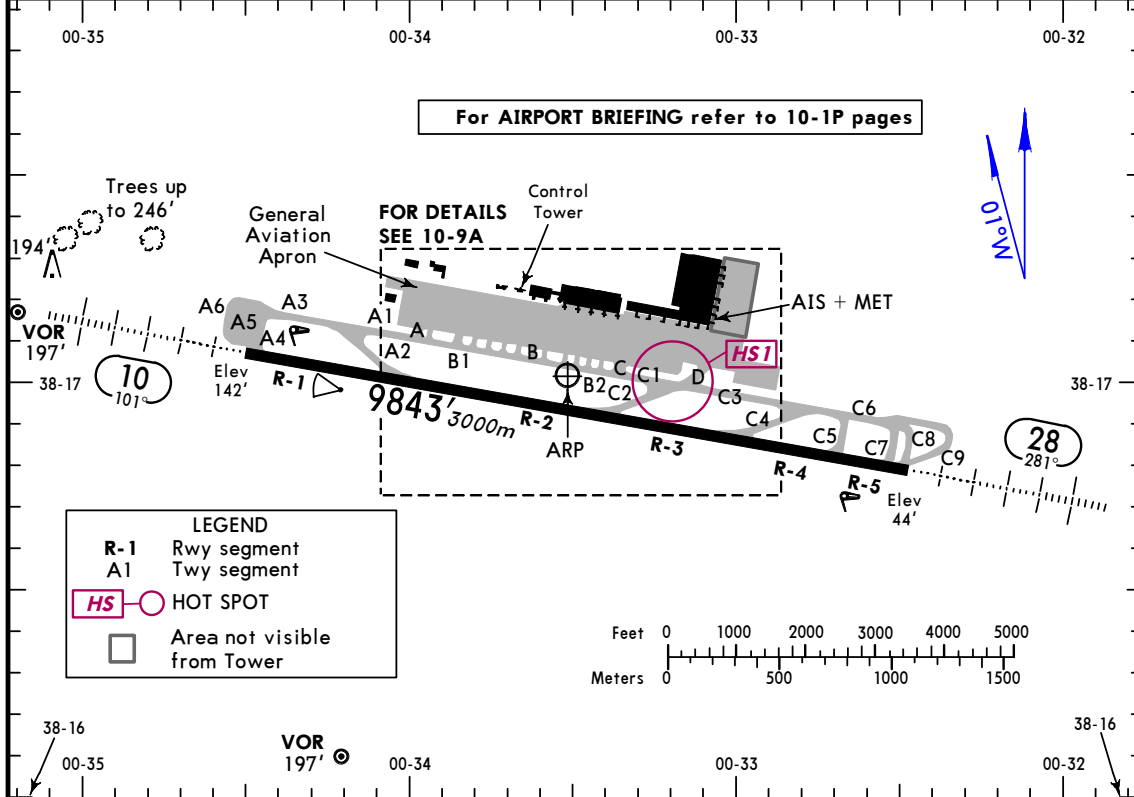 00-35
00-34
00-33
00-32
For AIRPORT BRIEFING refer to 10-1P pages
01°W
Trees up
to 246'
194'
General
Aviation
Apron
FOR DETAILS
SEE 10-9A
Control
Tower
AIS + MET
HS1
VOR
197'
A6
A5
A4
A3
A1
A2
A
B1
B
B2
C2
C
C1
D
C3
C4
C5
C6
C7
C8
C9
38-17
38-17
10
101°
Elev
142'
R-1
9843' 3000m
R-2
ARP
R-3
R-4
R-5
Elev
44'
28
281°
LEGEND
R-1 Rwy segment
A1 Twy segment
HS HOT SPOT
Area not visible
from Tower
Feet 0 1000 2000 3000 4000 5000
Meters 0 500 1000 1500
38-16
VOR
197'
38-16
00-35
00-34
00-33
00-32